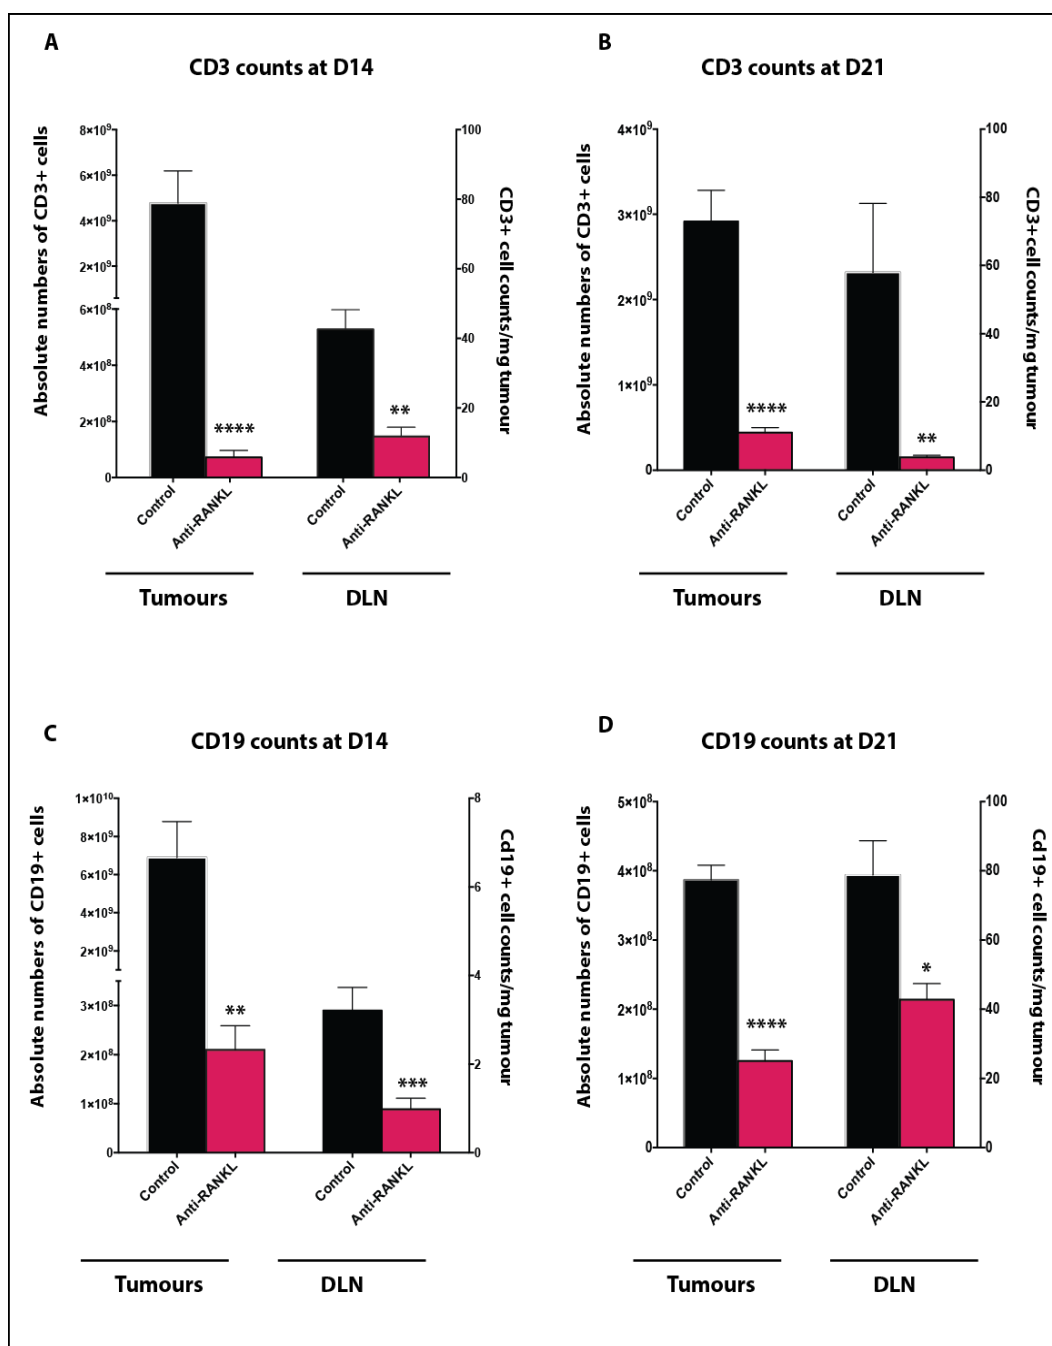 A
CD3 counts at D14
Absolute numbers of CD3+ cells
8×10⁹
6×10⁹
4×10⁹
2×10⁹
6×10⁸
4×10⁸
2×10⁸
0
****
**
100
80
60
40
20
0
CD3+ cell counts/mg tumour
Control
Anti-RANKL
Control
Anti-RANKL
Tumours
DLN
B
CD3 counts at D21
Absolute numbers of CD3+ cells
4×10⁹
3×10⁹
2×10⁹
1×10⁹
0
****
**
100
80
60
40
20
0
CD3+cell counts/mg tumour
Control
Anti-RANKL
Control
Anti-RANKL
Tumours
DLN
C
CD19 counts at D14
Absolute numbers of CD19+ cells
1×10¹⁰
8×10⁹
6×10⁹
4×10⁹
2×10⁹
3×10⁸
2×10⁸
1×10⁸
0
**
***
8
6
4
2
0
Cd19+ cell counts/mg tumour
Control
Anti-RANKL
Control
Anti-RANKL
Tumours
DLN
D
CD19 counts at D21
Absolute numbers of CD19+ cells
5×10⁸
4×10⁸
3×10⁸
2×10⁸
1×10⁸
0
****
*
100
80
60
40
20
0
Cd19+ cell counts/mg tumour
Control
Anti-RANKL
Control
Anti-RANKL
Tumours
DLN